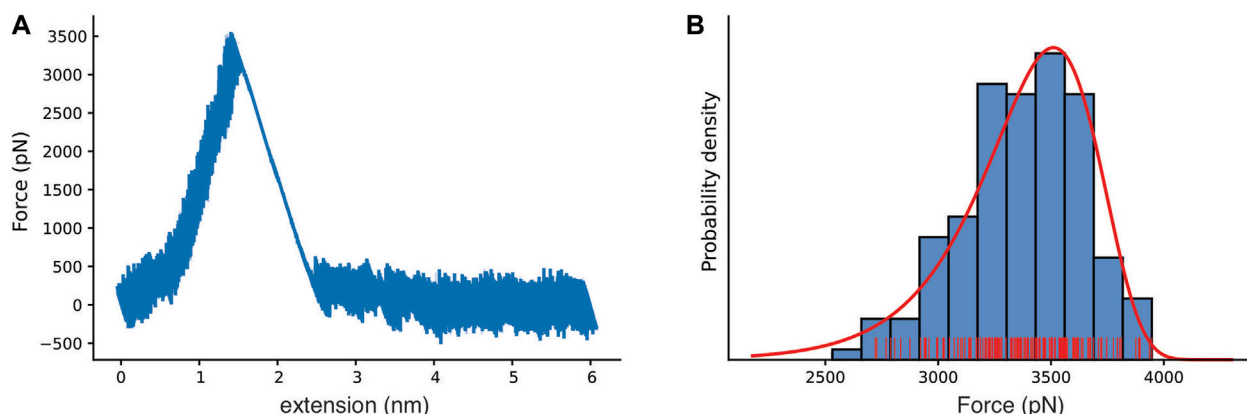 A
Force (pN)
3500
3000
2500
2000
1500
1000
500
0
−500
0 1 2 3 4 5 6
extension (nm)
B
Probability density
2500 3000 3500 4000
Force (pN)